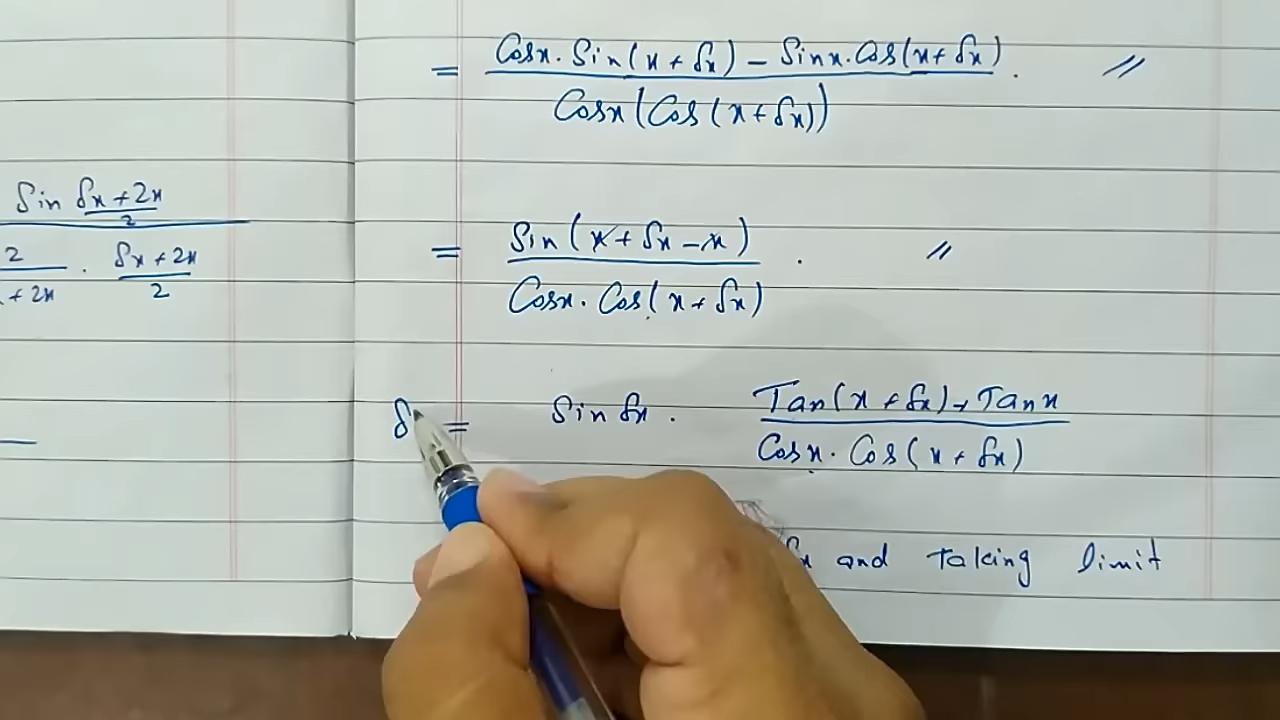 Sin δx + 2x / 2
2 / + 2x . δx + 2x / 2
= Cosx . Sin(x + δx) – Sinx . Cos(x + δx) / Cosx(Cos(x + δx)) . //
= Sin(x + δx – x) / Cosx . Cos(x + δx) . //
δ = Sin δx . Tan(x + δx) + Tan x / Cosx . Cos(x + δx)
δx and Taking limit